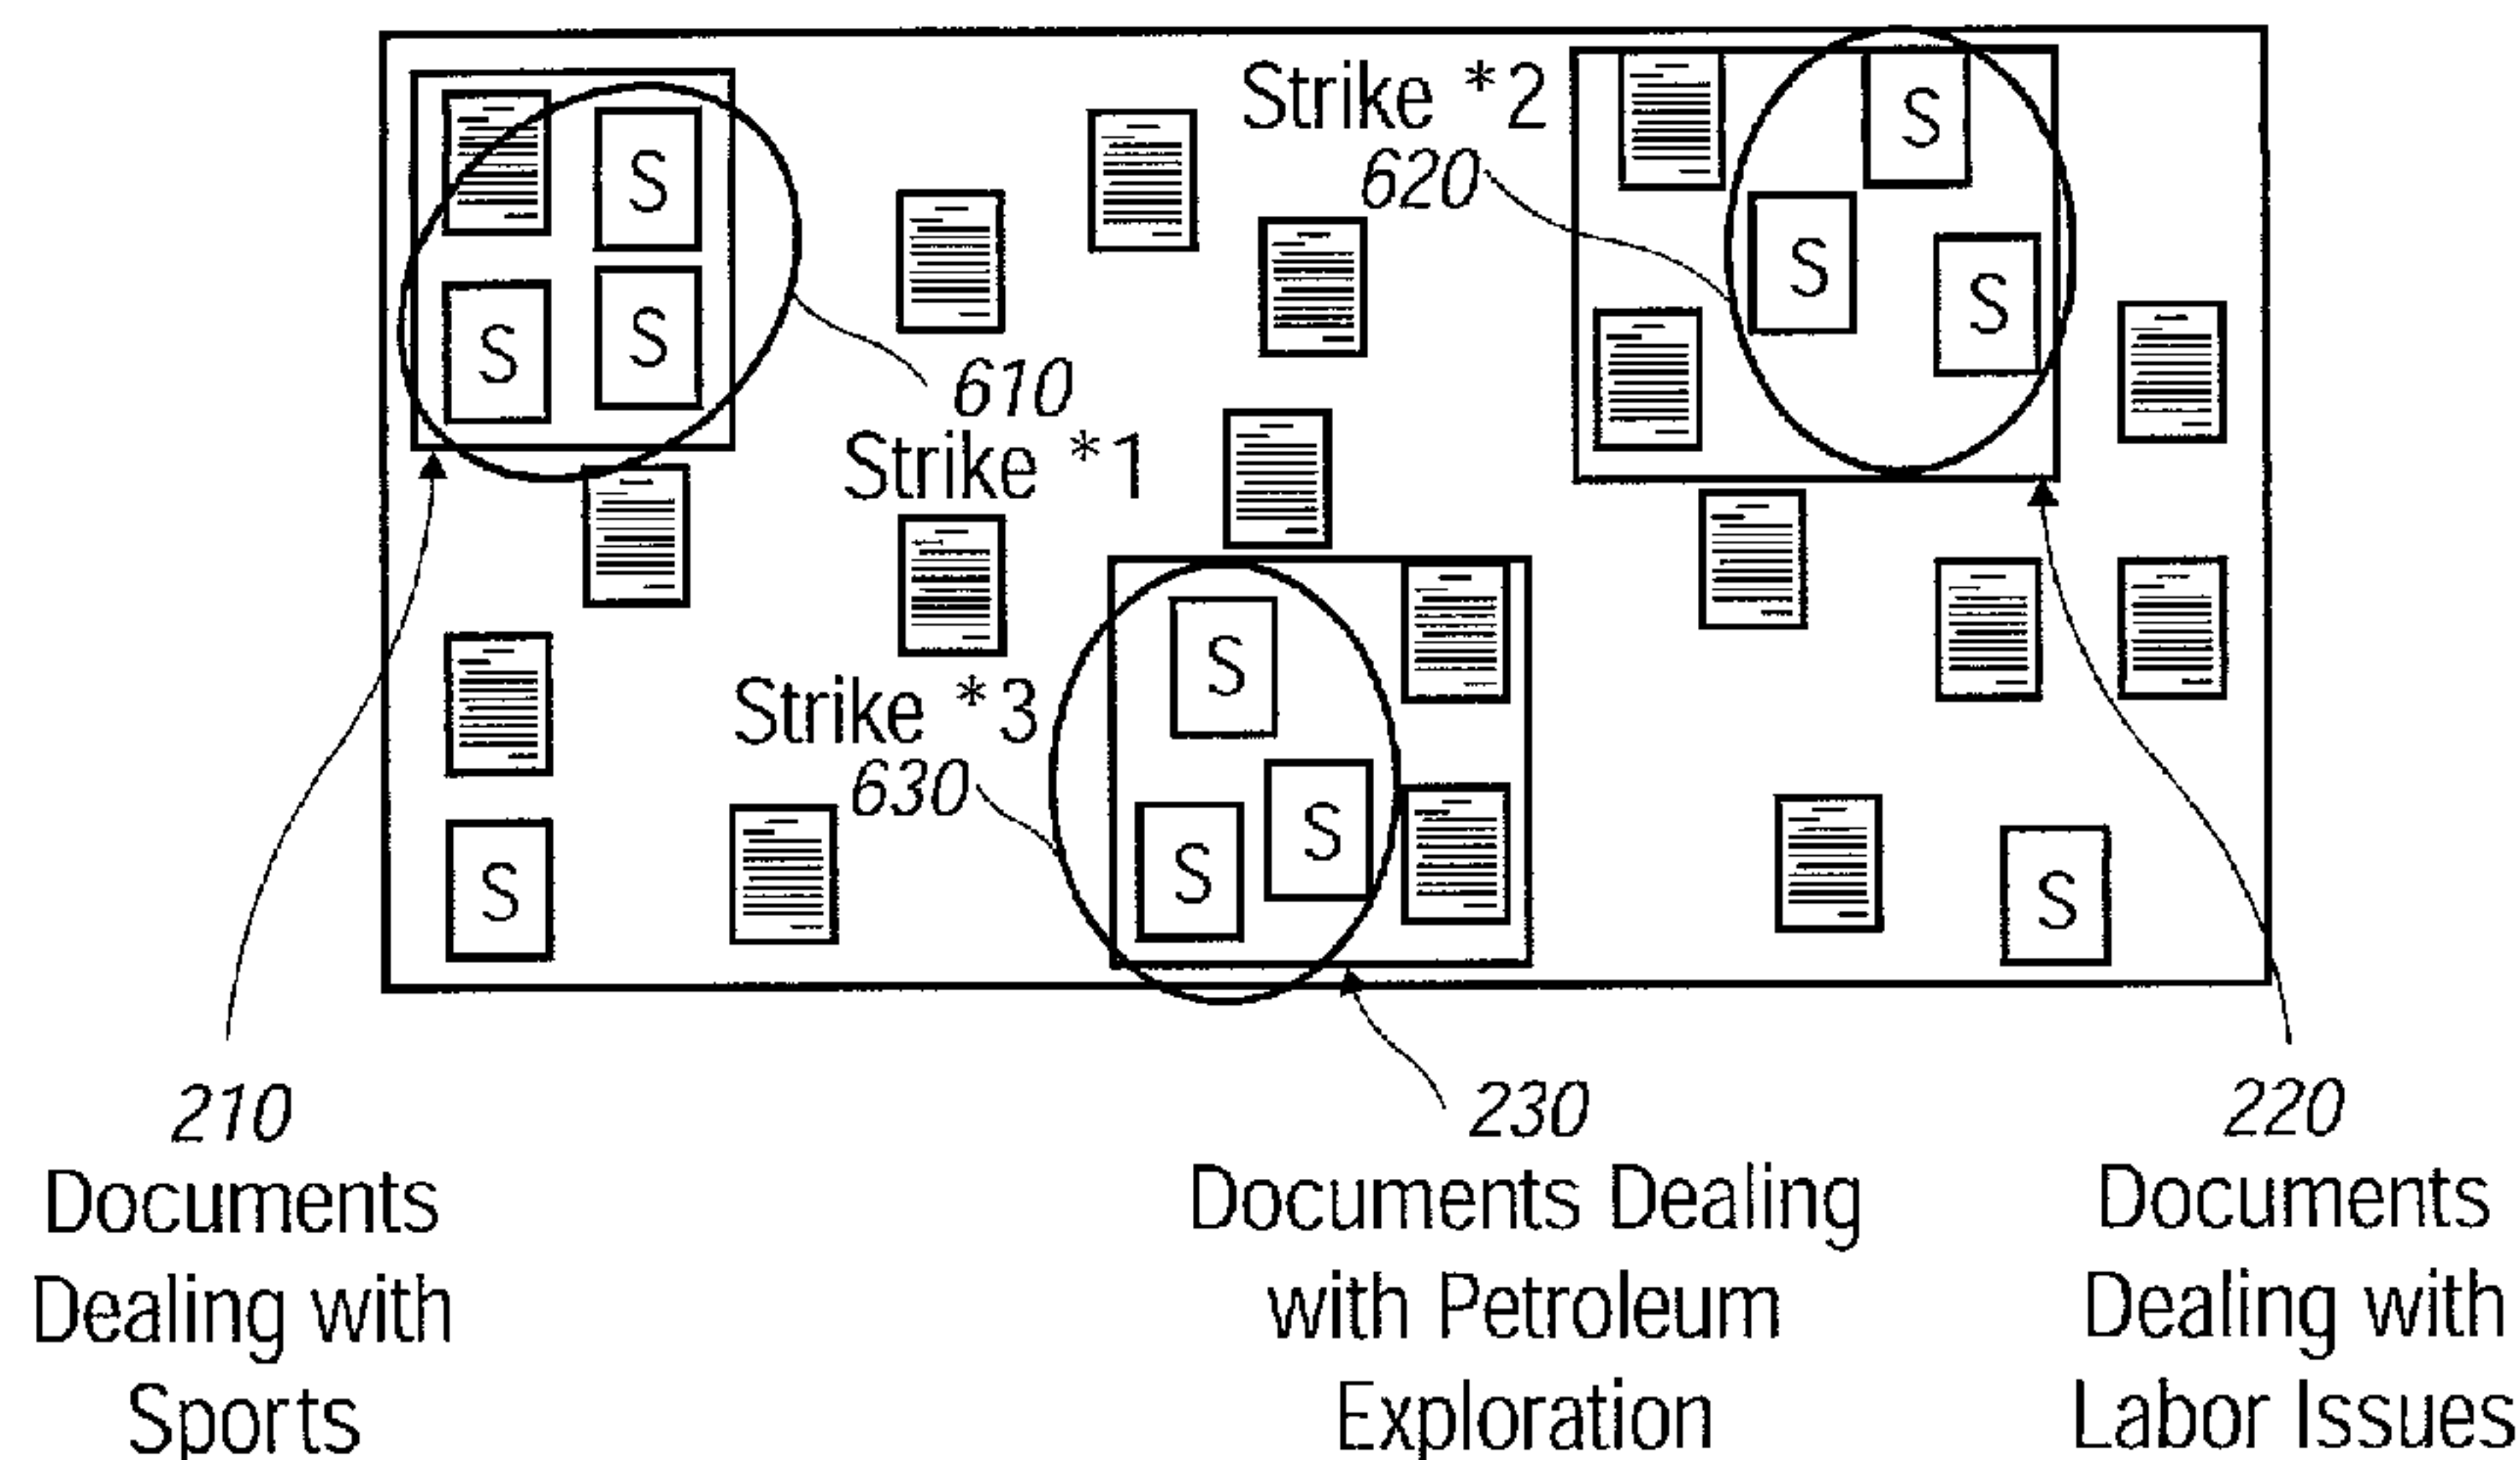 Strike *2
620
S
S
S
S
S
S
610
Strike *1
Strike *3
630
S
S
S
S
S
210
Documents
Dealing with
Sports
230
Documents Dealing
with Petroleum
Exploration
220
Documents
Dealing with
Labor Issues